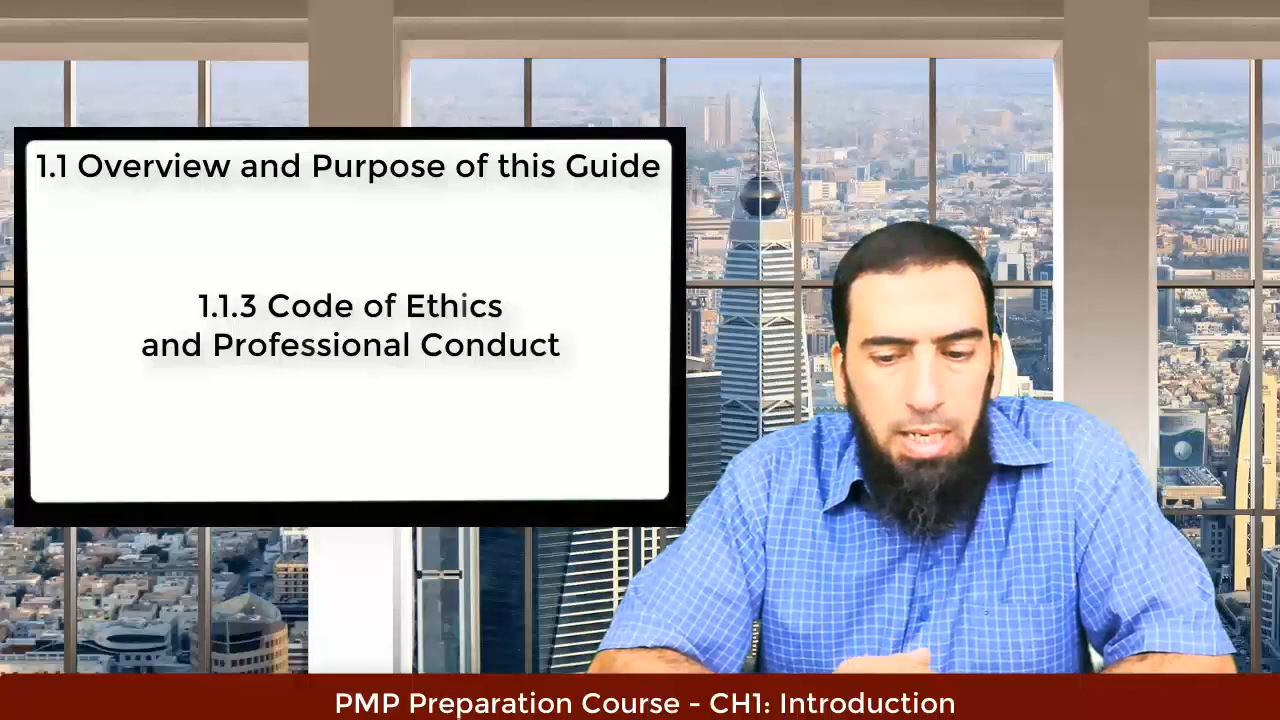 1.1 Overview and Purpose of this Guide
1.1.3 Code of Ethics
and Professional Conduct
PMP Preparation Course - CH1: Introduction